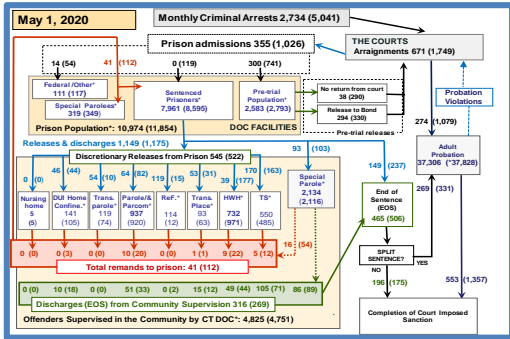 May 1, 2020
Monthly Criminal Arrests 2,734 (5,041)
Prison admissions 355 (1,026)
THE COURTS
Arraignments 671 (1,749)
14 (54)
41 (112)
0 (119)
300 (741)
Federal /Other*
111 (117)
Special Parolees*
319 (349)
Sentenced
Prisoners*
7,961 (8,595)
Pre-trial
Population*
2,583 (2,793)
No return from court
38 (290)
Release to Bond
294 (330)
Probation
Violations
Prison Population*: 10,974 (11,854)
DOC FACILITIES
Pre-trial releases
274 (1,079)
Releases & discharges 1,149 (1,175)
93 (103)
Discretionary Releases from Prison 545 (522)
149 (237)
Adult
Probation
37,306 (*37,828)
0 (0)
0 (45)
54 (10)
64 (82)
119 (15)
53 (31)
39 (177)
170 (163)
Nursing
home
5
(5)
DUI Home
Confine.*
141
(105)
Trans.
parole*
119
(74)
Parole/&
Parcom*
937
(920)
ReF.*
114
(12)
Trans.
Place*
93
(63)
HWH*
732
(971)
TS*
550
(485)
Special
Parole*
2,134
(2,116)
End of
Sentence
(EOS)
465 (506)
269 (331)
16 (54)
0 (0)
0 (3)
0 (0)
10 (20)
0 (0)
1 (1)
9 (22)
5 (12)
Total remands to prison: 41 (112)
SPLIT
SENTENCE?
YES
NO
196 (175)
553 (1,357)
0 (0)
10 (18)
0 (0)
51 (33)
0 (2)
15 (12)
49 (44)
105 (71)
86 (89)
Discharges (EOS) from Community Supervision 316 (269)
Offenders Supervised in the Community by CT DOC*: 4,825 (4,751)
Completion of Court Imposed
Sanction